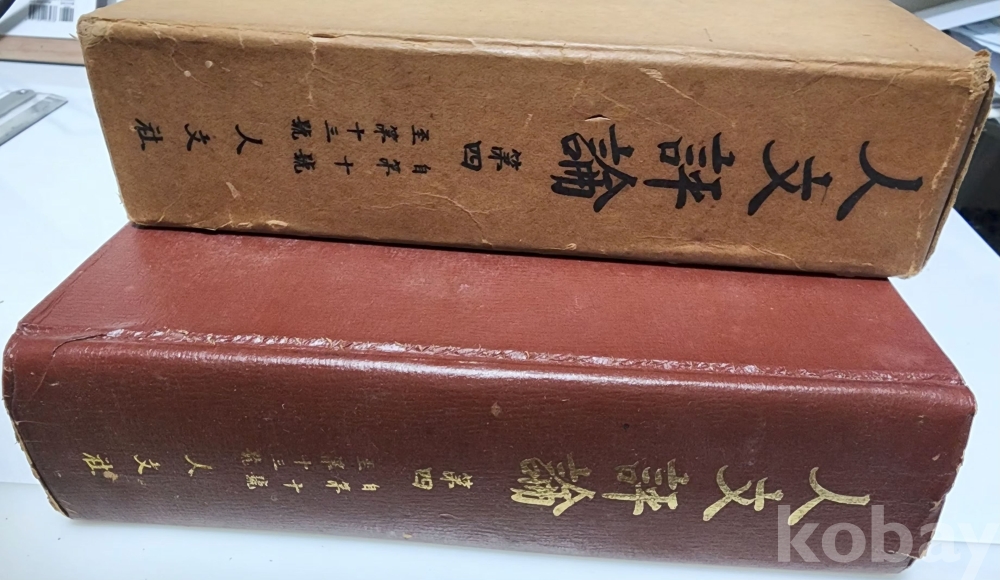 人文評論
第四
自第十號
至第十三號
人文社
人文評論
第四
自第十號
至第十三號
人文社
kobay